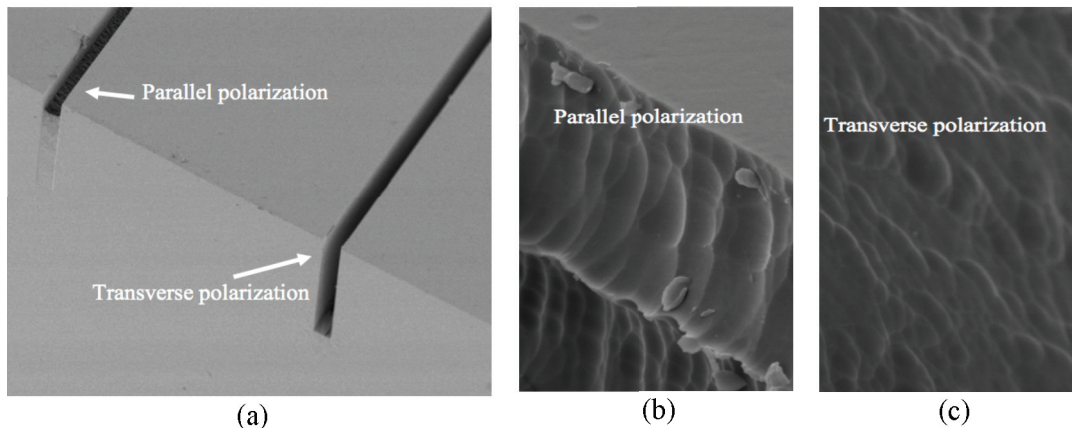 Parallel polarization
Transverse polarization
Parallel polarization
Transverse polarization
(a)
(b)
(c)